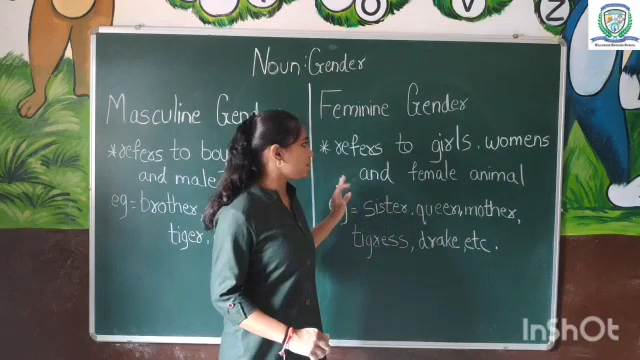 Noun: Gender
Masculine Gend
*refers to boy
and male
eg = brother,
tiger,
Feminine Gender
* refers to girls. womens
and female animal
= sister. queen, mother,
tigress, drake, etc.
V
InShOt